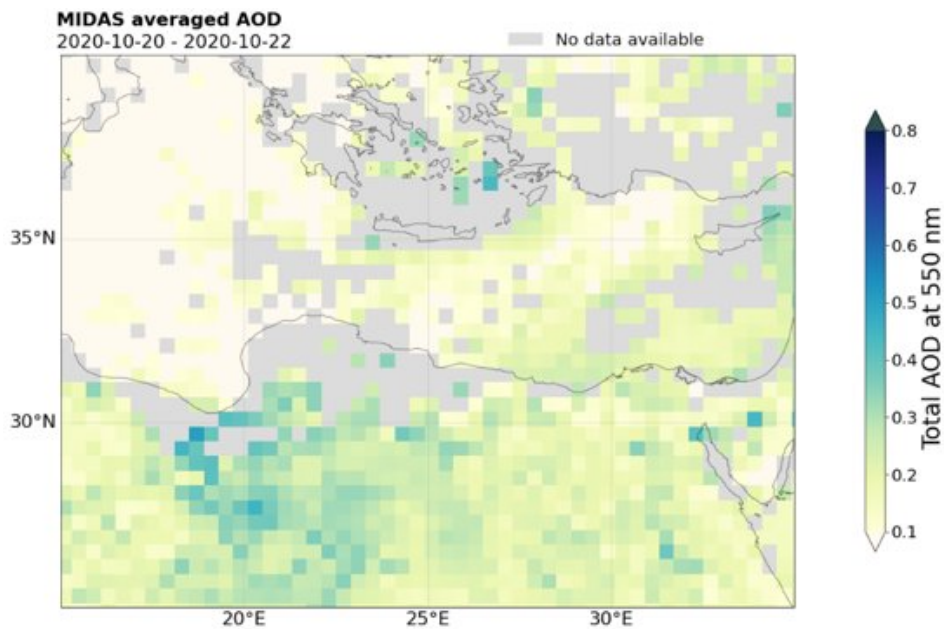 MIDAS averaged AOD
2020-10-20 - 2020-10-22
No data available
35°N
30°N
20°E
25°E
30°E
0.8
0.7
0.6
0.5
0.4
0.3
0.2
0.1
Total AOD at 550 nm